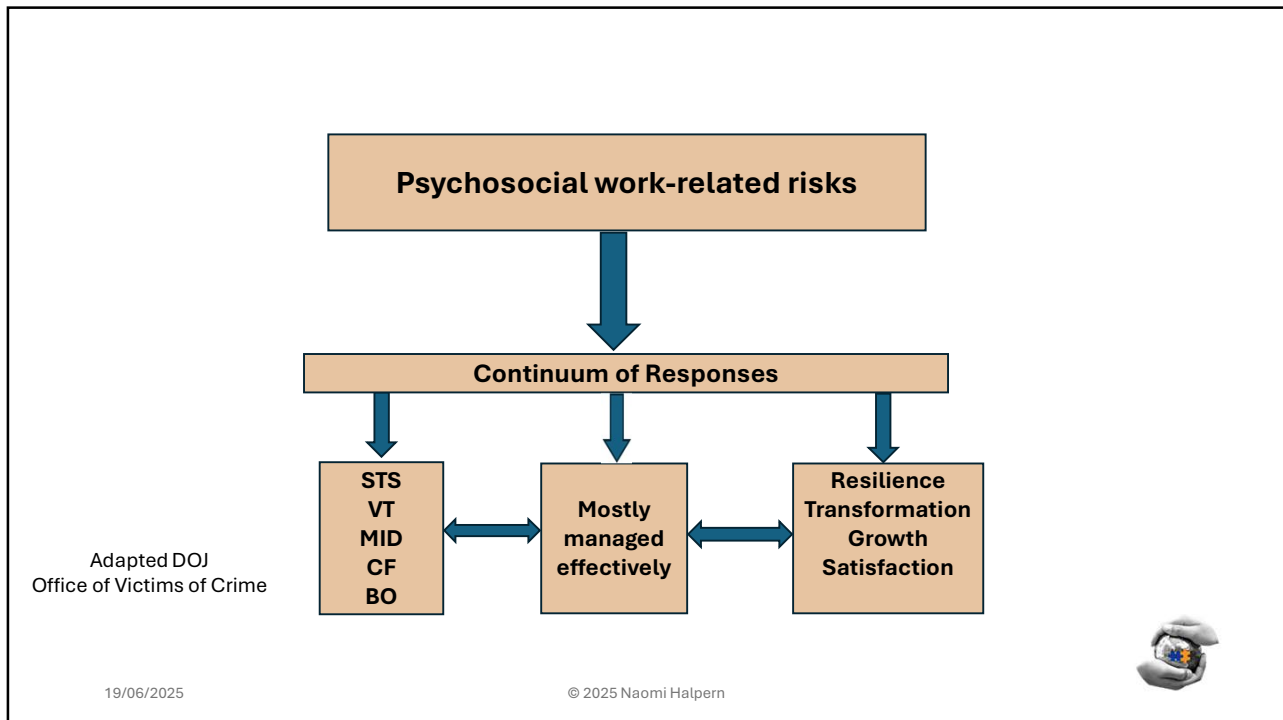 Psychosocial work-related risks
Continuum of Responses
STS
VT
MID
CF
BO
Mostly
managed
effectively
Resilience
Transformation
Growth
Satisfaction
Adapted DOJ
Office of Victims of Crime
19/06/2025
© 2025 Naomi Halpern